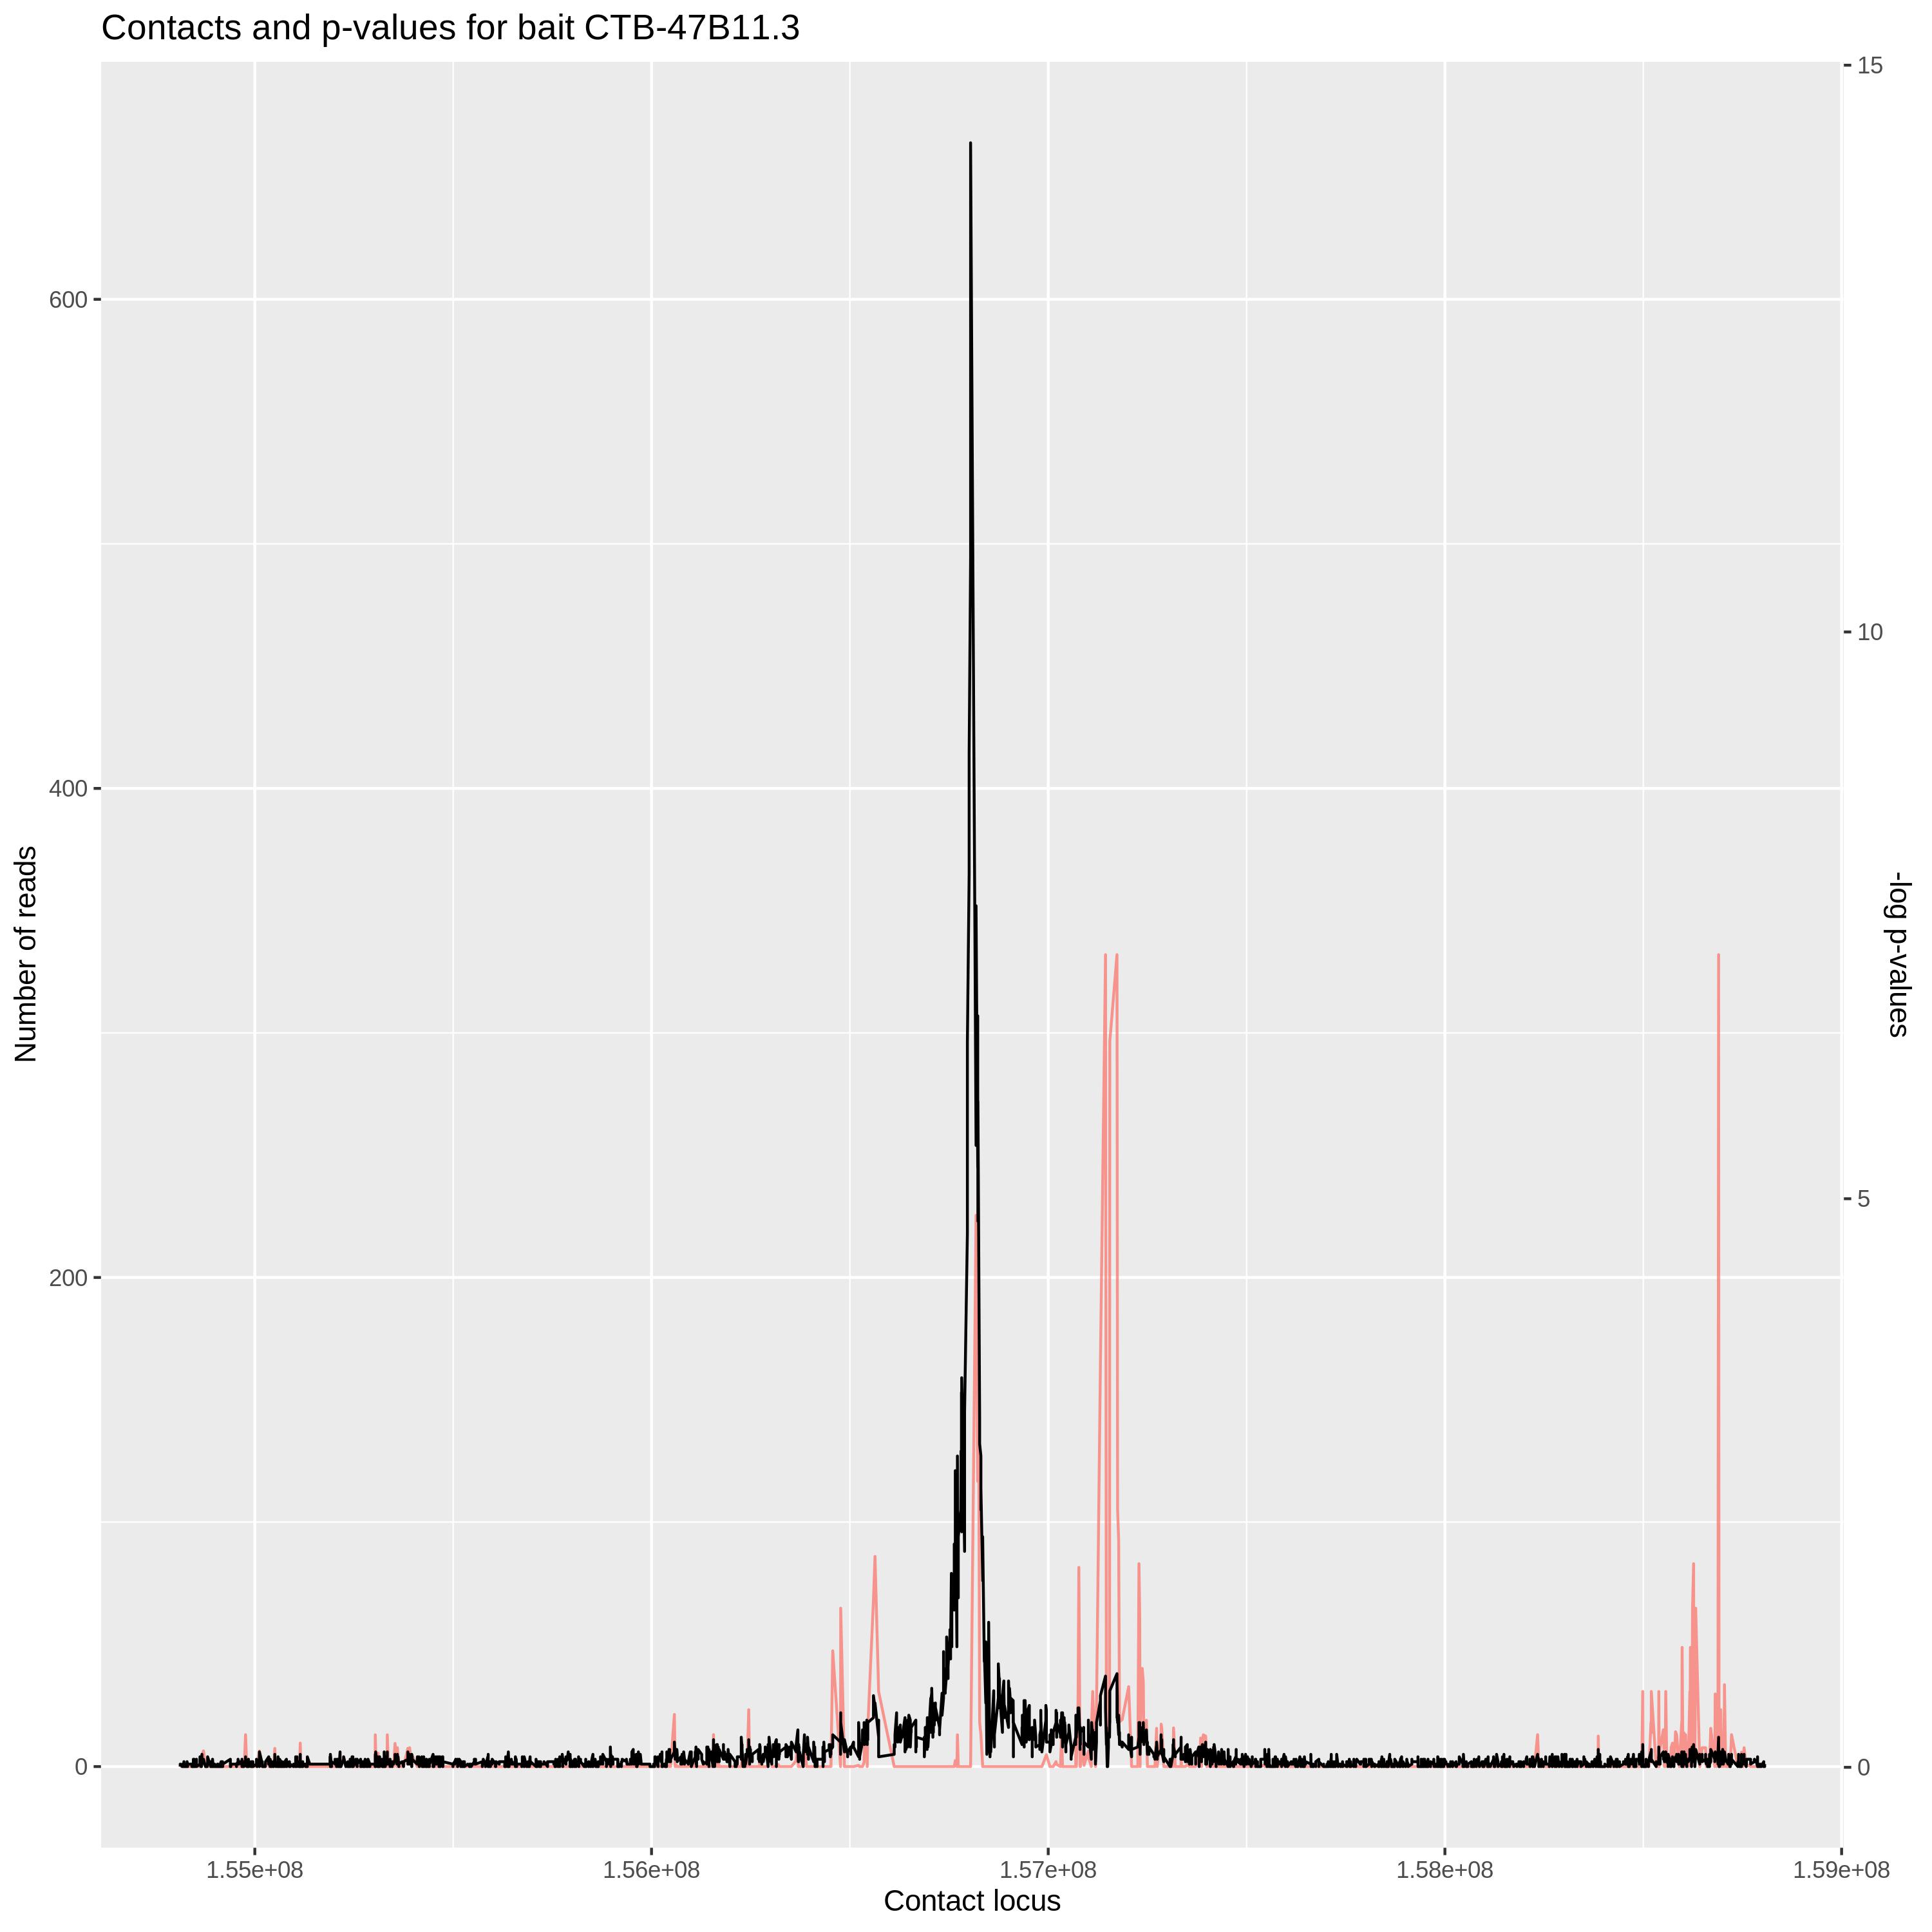 Contacts and p-values for bait CTB-47B11.3
15
600
10
400
Number of reads
-log p-values
5
200
0
0
1.55e+08
1.56e+08
1.57e+08
1.58e+08
1.59e+08
Contact locus